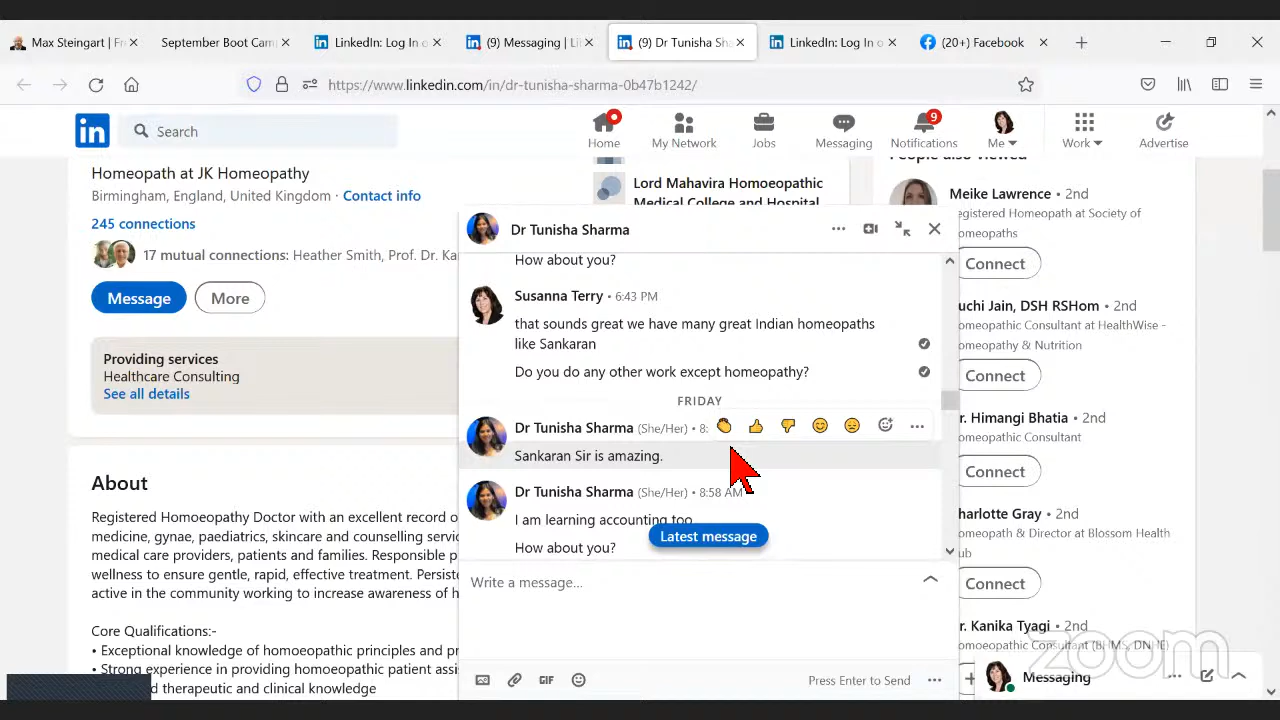 Max Steingart | Fr
September Boot Cam
LinkedIn: Log In o
(9) Messaging | Li
(9) Dr Tunisha Sha
LinkedIn: Log In o
(20+) Facebook
https://www.linkedin.com/in/dr-tunisha-sharma-0b47b1242/
in
Search
Home
My Network
Jobs
Messaging
9
Notifications
Me
Work
Advertise
Homeopath at JK Homeopathy
Birmingham, England, United Kingdom · Contact info
245 connections
17 mutual connections: Heather Smith, Prof. Dr. Ka
Message
More
Providing services
Healthcare Consulting
See all details
About
Registered Homoeopathy Doctor with an excellent record o
medicine, gynae, paediatrics, skincare and counselling servic
medical care providers, patients and families. Responsible p
wellness to ensure gentle, rapid, effective treatment. Persiste
active in the community working to increase awareness of h
Core Qualifications:-
• Exceptional knowledge of homoeopathic principles and pr
• Strong experience in providing homoeopathic patient assi
d therapeutic and clinical knowledge
Lord Mahavira Homoeopathic
Medical College and Hospital
Dr Tunisha Sharma
How about you?
Susanna Terry • 6:43 PM
that sounds great we have many great Indian homeopaths
like Sankaran
Do you do any other work except homeopathy?
FRIDAY
Dr Tunisha Sharma (She/Her) • 8:
Sankaran Sir is amazing.
Dr Tunisha Sharma (She/Her) • 8:58 AM
I am learning accounting too
How about you?
Latest message
Write a message...
GIF
Press Enter to Send
People also viewed
Meike Lawrence • 2nd
egistered Homeopath at Society of
omeopaths
Connect
uchi Jain, DSH RSHom • 2nd
omeopathic Consultant at HealthWise -
omeopathy & Nutrition
Connect
r. Himangi Bhatia • 2nd
omeopathic Consultant
Connect
harlotte Gray • 2nd
omeopath & Director at Blossom Health
ub
Connect
r. Kanika Tyagi • 2nd
omoeopathic Consultant (BHMS, DNHE)
Messaging
zoom